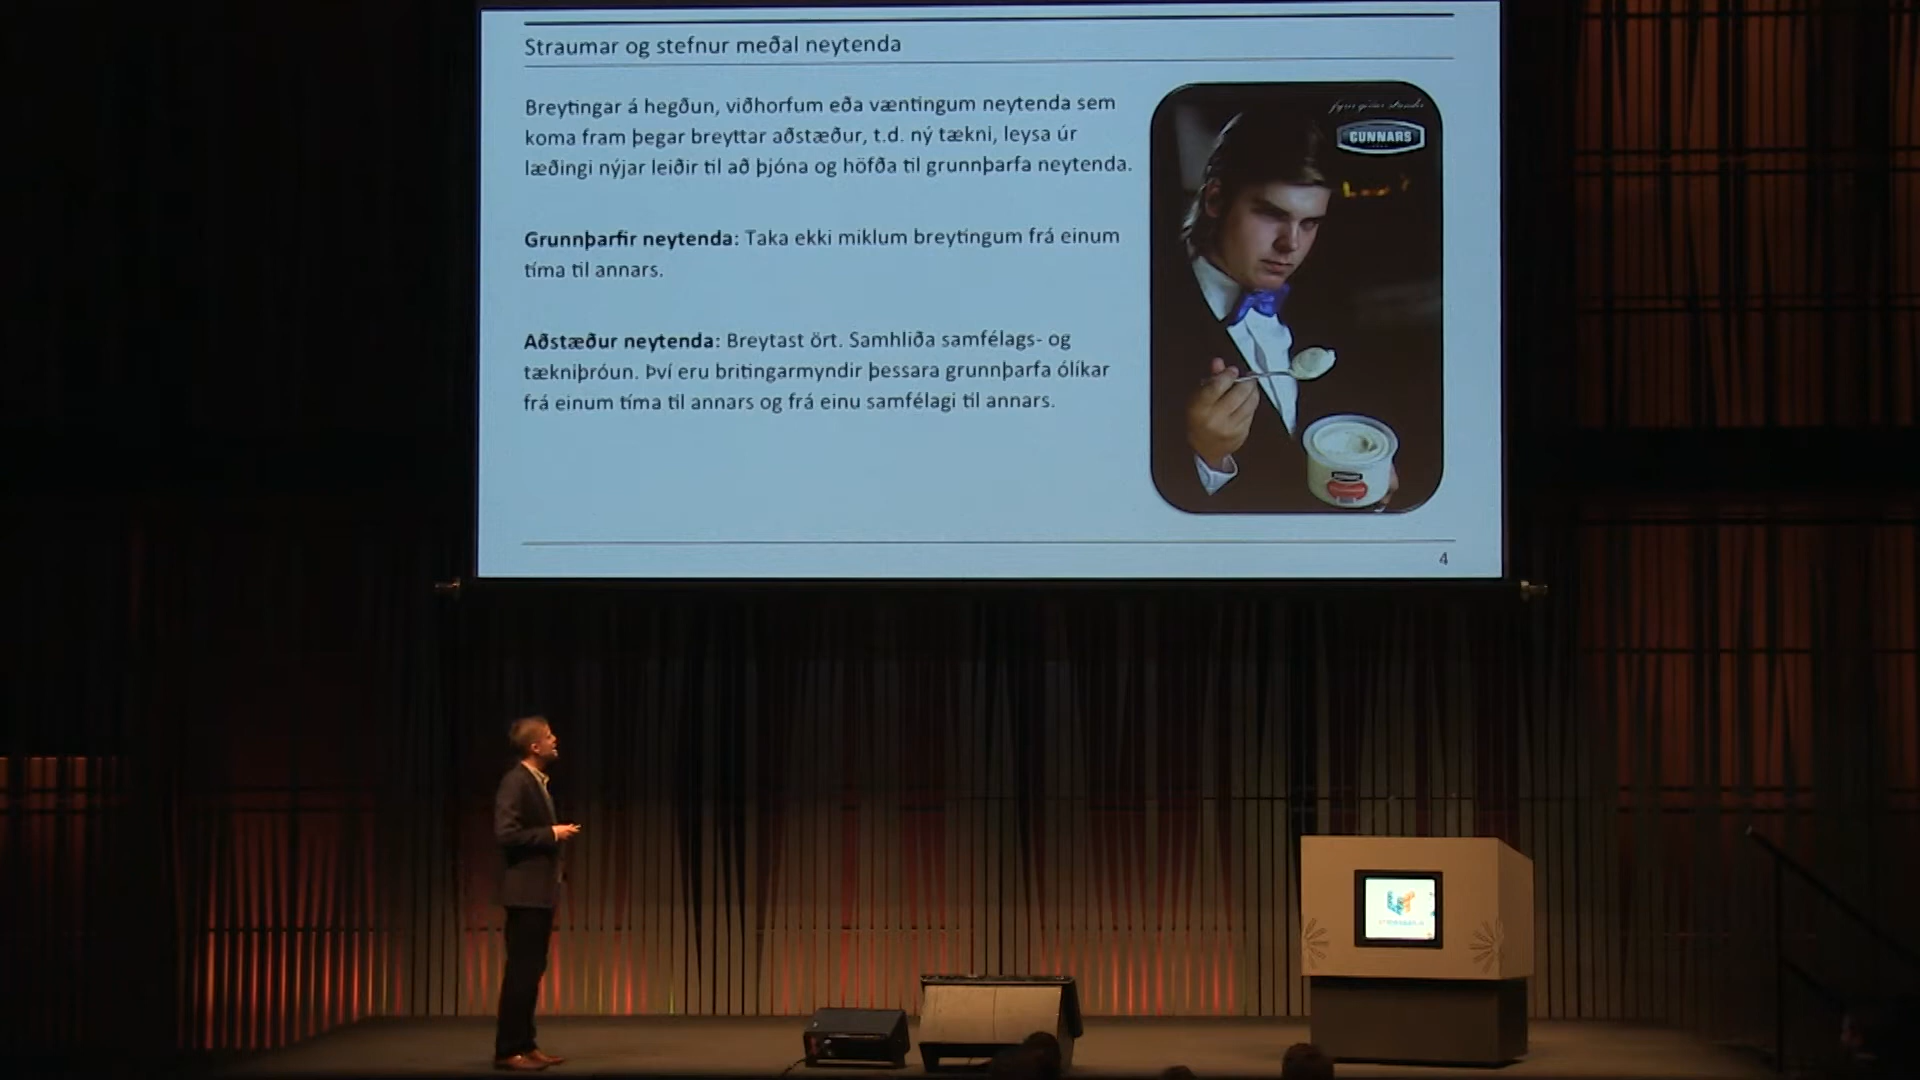 Straumar og stefnur meðal neytenda
Breytingar á hegðun, viðhorfum eða væntingum neytenda sem
koma fram þegar breyttar aðstæður, t.d. ný tækni, leysa úr
læðingi nýjar leiðir til að þjóna og höfða til grunnþarfa neytenda.
GUNNARS
Grunnþarfir neytenda: Taka ekki miklum breytingum frá einum
tíma til annars.
Aðstæður neytenda: Breytast ört. Samhliða samfélags- og
tækniþróun. Því eru britingarmyndir þessara grunnþarfa ólíkar
frá einum tíma til annars og frá einu samfélagi til annars.
4